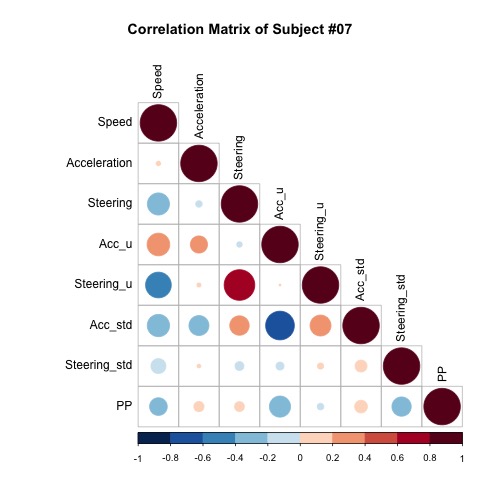 Correlation Matrix of Subject #07
Speed
Acceleration
Steering
Acc_u
Steering_u
Acc_std
Steering_std
PP
Speed
Acceleration
Steering
Acc_u
Steering_u
Acc_std
Steering_std
PP
-1 -0.8 -0.6 -0.4 -0.2 0 0.2 0.4 0.6 0.8 1